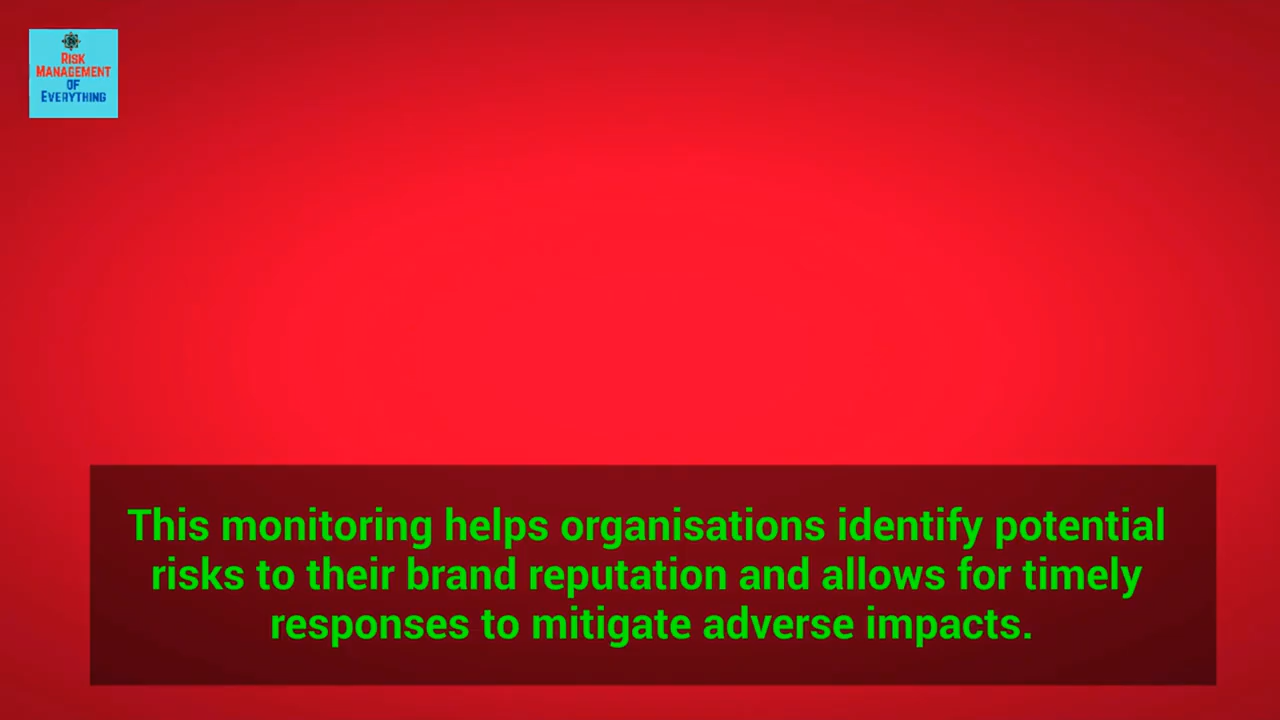 RISK
MANAGEMENT
OF
EVERYTHING
This monitoring helps organisations identify potential
risks to their brand reputation and allows for timely
responses to mitigate adverse impacts.